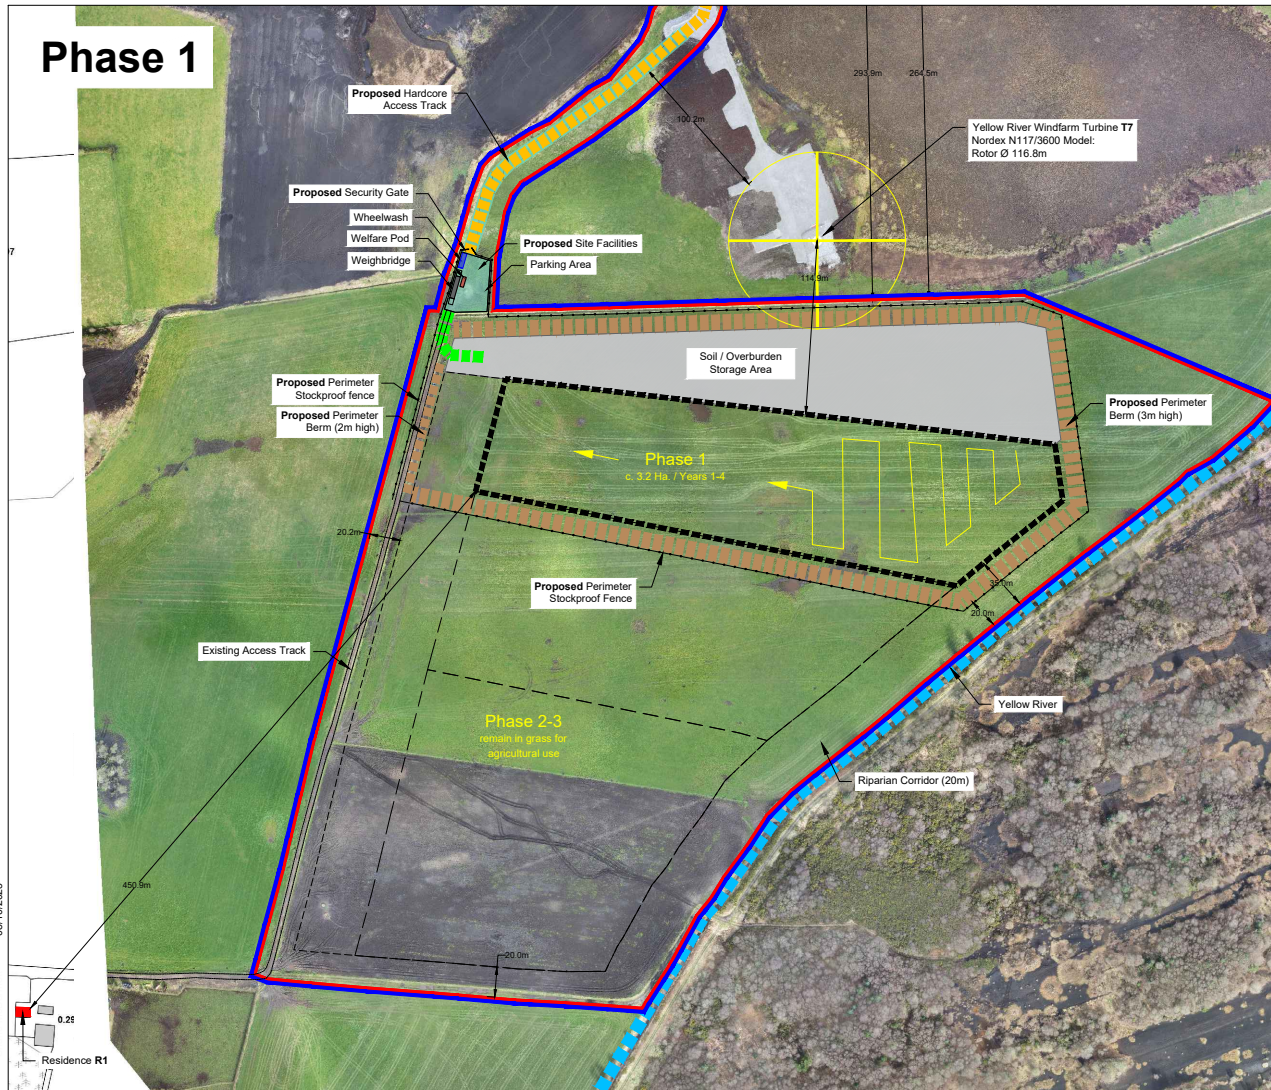 Phase 1
Proposed Hardcore
Access Track
293.9m
264.5m
100.2m
Yellow River Windfarm Turbine T7
Nordex N117/3600 Model:
Rotor Ø 116.8m
Proposed Security Gate
Wheelwash
Welfare Pod
Weighbridge
Proposed Site Facilities
Parking Area
114.9m
Soil / Overburden
Storage Area
Proposed Perimeter
Stockproof fence
Proposed Perimeter
Berm (2m high)
Proposed Perimeter
Berm (3m high)
Phase 1
c. 3.2 Ha. / Years 1-4
20.2m
Proposed Perimeter
Stockproof Fence
35.0m
20.0m
Existing Access Track
Yellow River
Phase 2-3
remain in grass for
agricultural use
Riparian Corridor (20m)
450.9m
20.0m
Residence R1